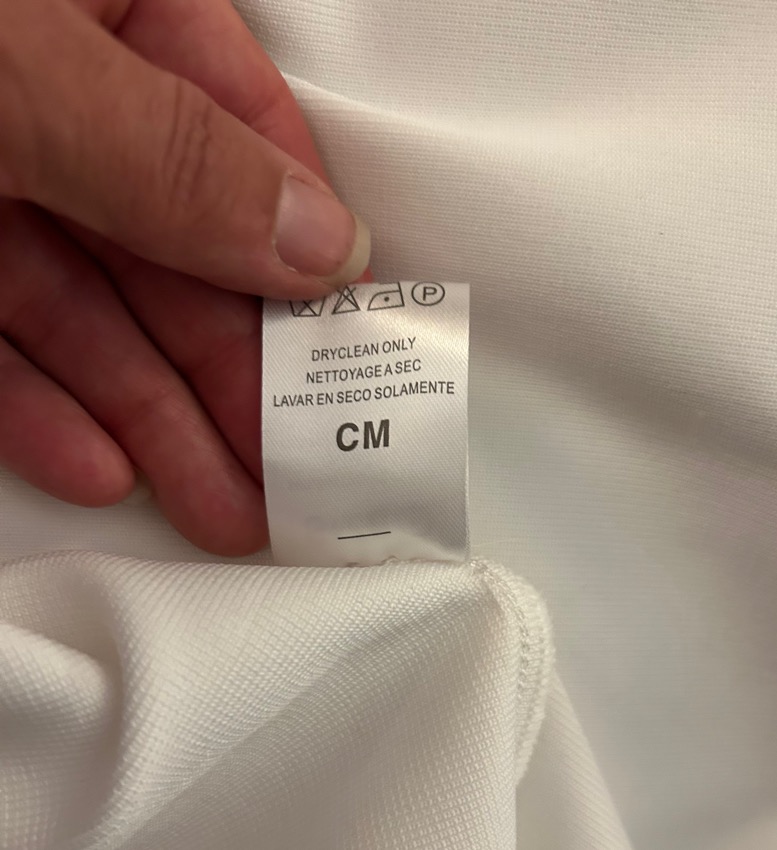 P
DRYCLEAN ONLY
NETTOYAGE A SEC
LAVAR EN SECO SOLAMENTE
CM